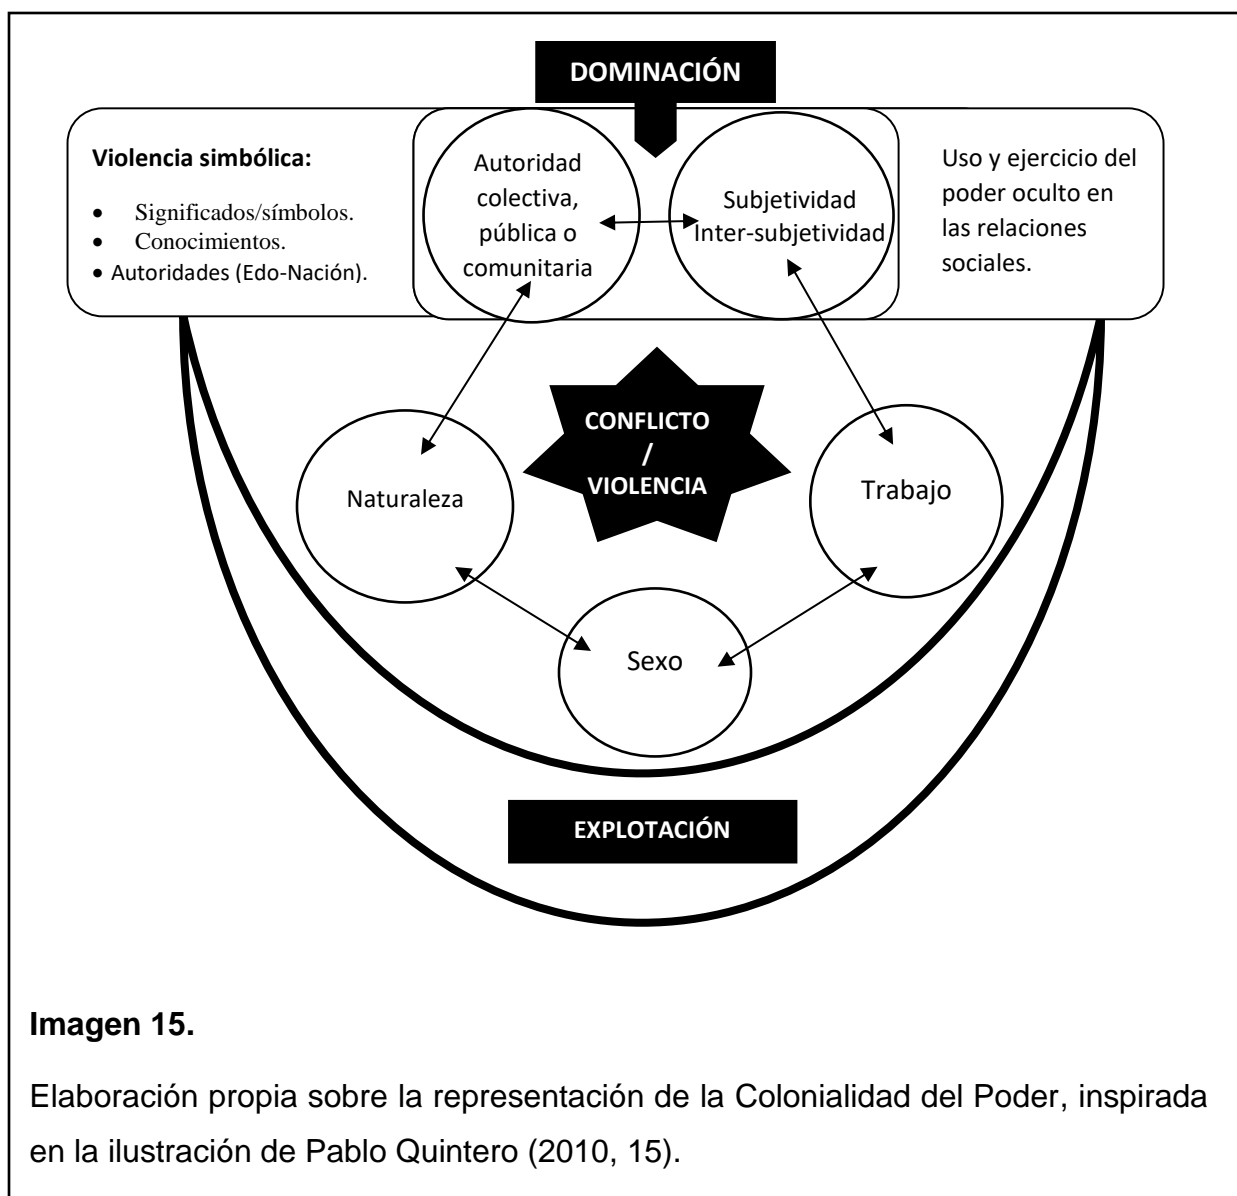 DOMINACIÓN
Violencia simbólica:
• Significados/símbolos.
• Conocimientos.
• Autoridades (Edo-Nación).
Autoridad
colectiva,
pública o
comunitaria
Subjetividad
Inter-subjetividad
Uso y ejercicio del
poder oculto en
las relaciones
sociales.
CONFLICTO
/
VIOLENCIA
Naturaleza
Trabajo
Sexo
EXPLOTACIÓN
Imagen 15.
Elaboración propia sobre la representación de la Colonialidad del Poder, inspirada
en la ilustración de Pablo Quintero (2010, 15).